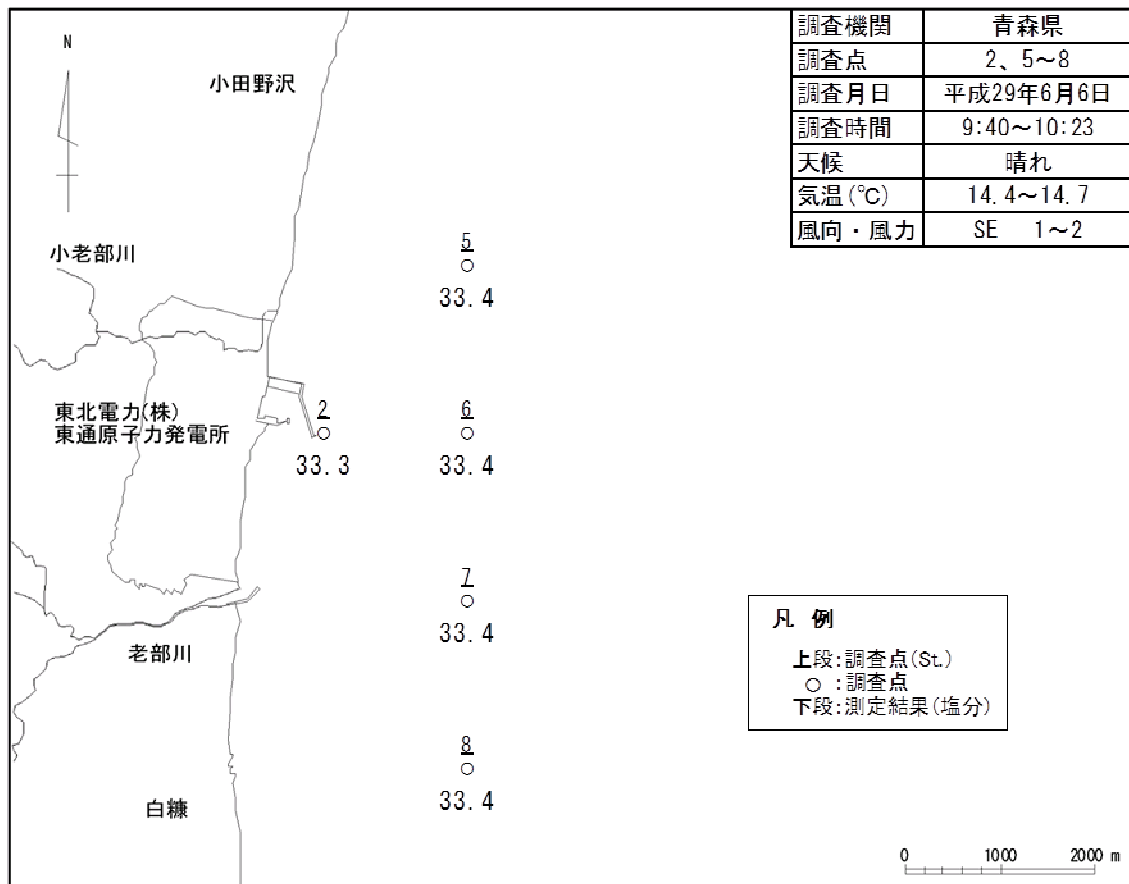 調査機関 青森県
調査点 2、5～8
調査月日 平成29年6月6日
調査時間 9:40～10:23
天候 晴れ
気温(℃) 14.4～14.7
風向・風力 SE 1～2
N
小田野沢
小老部川
5
33.4
東北電力(株)
東通原子力発電所
2
33.3
6
33.4
7
33.4
老部川
8
33.4
白糠
凡 例
上段:調査点(St.)
○ :調査点
下段:測定結果(塩分)
0 1000 2000 m